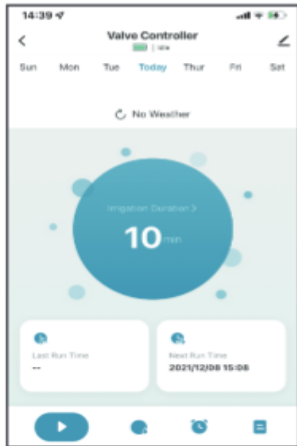 14:39
Valve Controller
Idle
Sun Mon Tue Today Thur Fri Sat
No Weather
Irrigation Duration >
10 min
Last Run Time
--
Next Run Time
2021/12/08 15:08